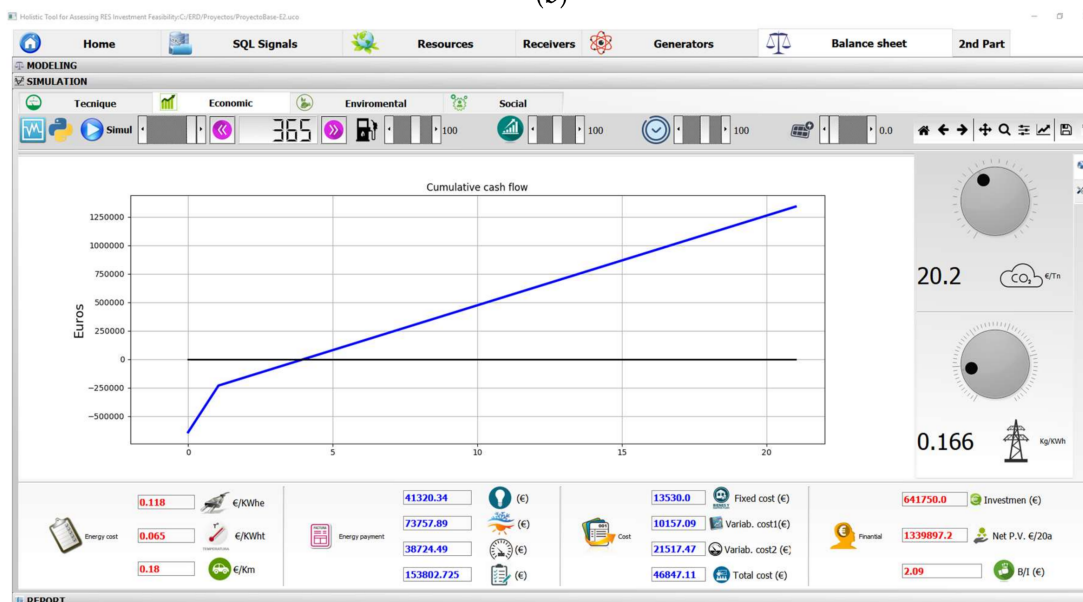 (b)
Holistic Tool for Assessing RES Investment Feasibility:C:/ERD/Proyectos/ProyectoBase-E2.uco
Home SQL Signals Resources Receivers Generators Balance sheet 2nd Part
MODELING
SIMULATION
Tecnique Economic Enviromental Social
Simul 365 100 100 100 0.0
Cumulative cash flow
1250000
1000000
750000
500000
250000
0
−250000
−500000
Euros
0 5 10 15 20
20.2 CO2 €/Tn
0.166 Kg/KWh
0.118 €/KWhe 41320.34 (€) 13530.0 Fixed cost (€) 641750.0 Investmen (€)
73757.89 (€) 10157.09 Variab. cost1(€)
Energy cost 0.065 €/KWht Energy payment 38724.49 (€) Cost 21517.47 Variab. cost2 (€) Finantial 1339897.2 Net P.V. €/20a
0.18 €/Km 153802.725 (€) 46847.11 Total cost (€) 2.09 B/I (€)
REPORT